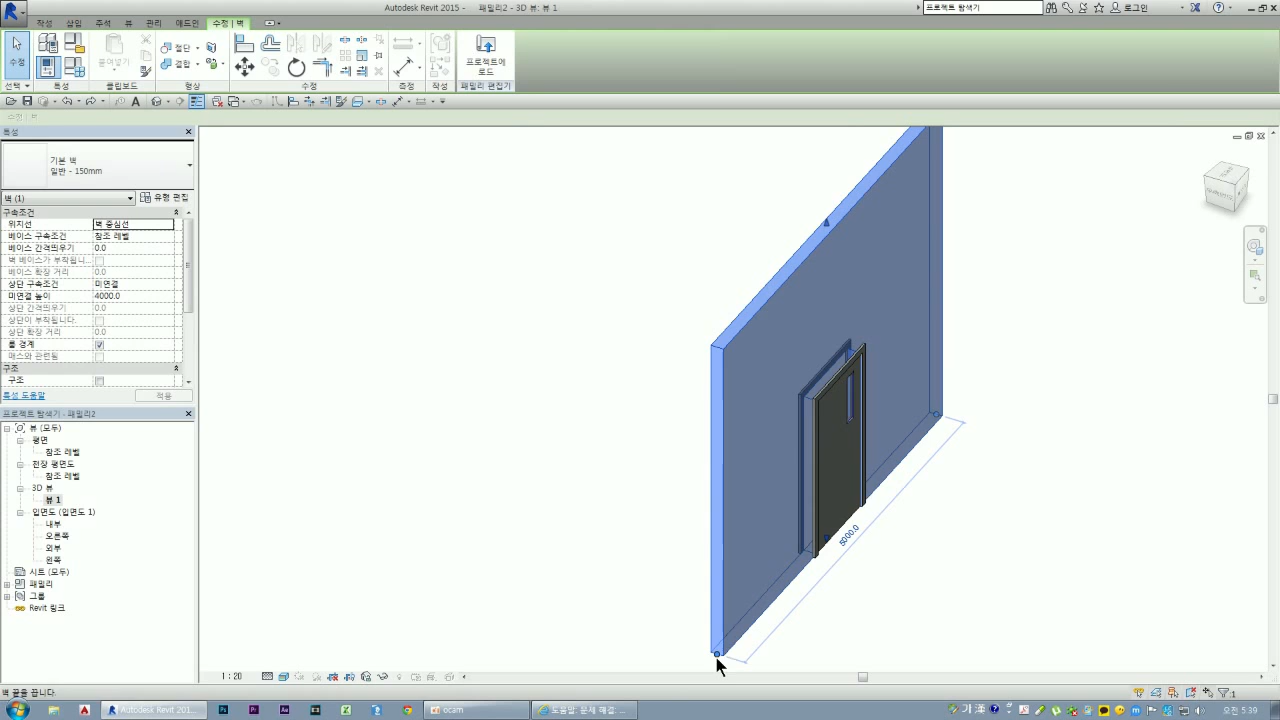 Autodesk Revit 2015 -    패밀리2 - 3D 뷰: 뷰 1
프로젝트 탐색기
로그인
작성 삽입 주석 뷰 관리 애드인 수정 | 벽
수정
붙여넣기
절단
결합
프로젝트에
로드
선택 특성 클립보드 형상 수정 측정 작성 패밀리 편집기
수정 | 벽
특성
기본 벽
일반 - 150mm
벽 (1)
유형 편집
구속조건
위치선 벽 중심선
베이스 구속조건 참조 레벨
베이스 간격띄우기 0.0
벽 베이스가 부착됩니...
베이스 확장 거리 0.0
상단 구속조건 미연결
미연결 높이 4000.0
상단 간격띄우기 0.0
상단이 부착됩니다.
상단 확장 거리 0.0
룸 경계
매스와 관련됨
구조
구조
특성 도움말
적용
프로젝트 탐색기 - 패밀리2
뷰 (모두)
평면
참조 레벨
천장 평면도
참조 레벨
3D 뷰
뷰 1
입면도 (입면도 1)
내부
오른쪽
외부
왼쪽
시트 (모두)
패밀리
그룹
Revit 링크
5000.0
1 : 20
벽 끝을 끕니다.
:1
Autodesk Revit 201...
ocam
도움말: 문제 해결: ...
가 漢
오전 5:39